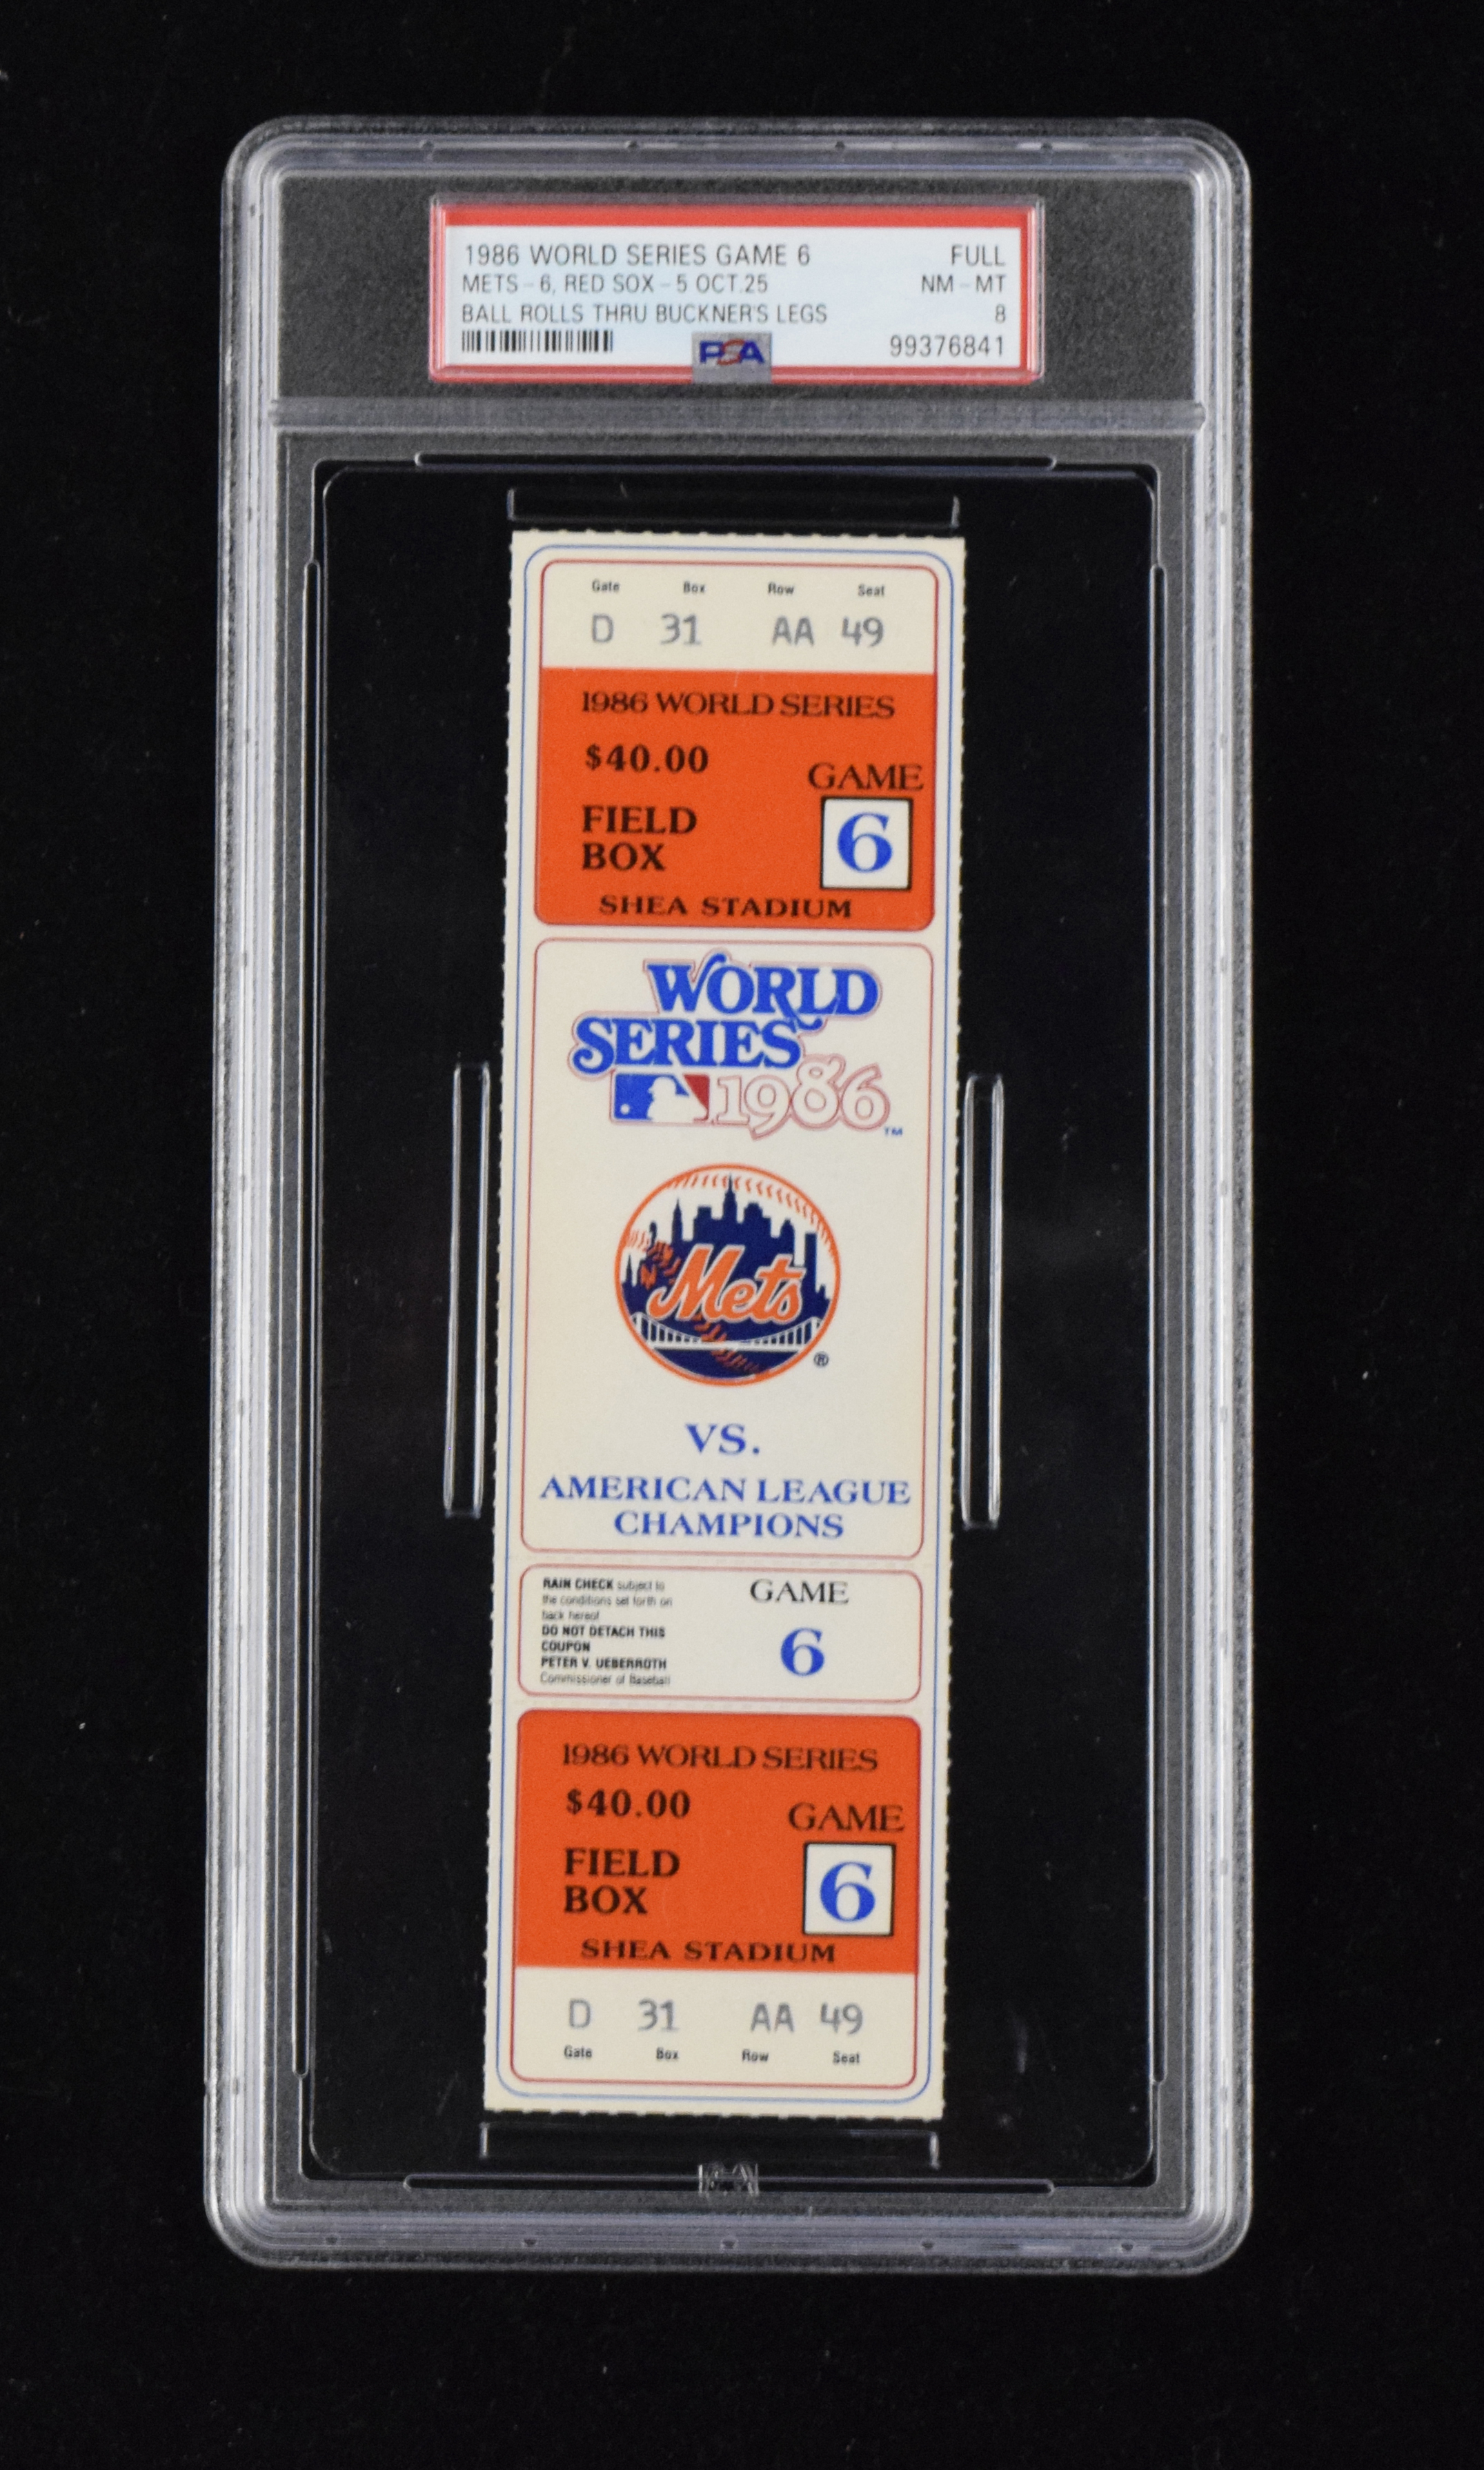 1986 WORLD SERIES GAME 6 FULL
METS - 6, RED SOX - 5 OCT.25 NM - MT
BALL ROLLS THRU BUCKNER'S LEGS 8
PSA 99376841
Gate Box Row Seat
D 31 AA 49
1986 WORLD SERIES
$40.00
GAME
6
FIELD
BOX
SHEA STADIUM
WORLD
SERIES
1986
™
Mets
®
VS.
AMERICAN LEAGUE
CHAMPIONS
RAIN CHECK subject to
the conditions set forth on
back hereof
DO NOT DETACH THIS
COUPON
PETER V. UEBERROTH
Commissioner of Baseball
GAME
6
1986 WORLD SERIES
$40.00
GAME
6
FIELD
BOX
SHEA STADIUM
D 31 AA 49
Gate Box Row Seat